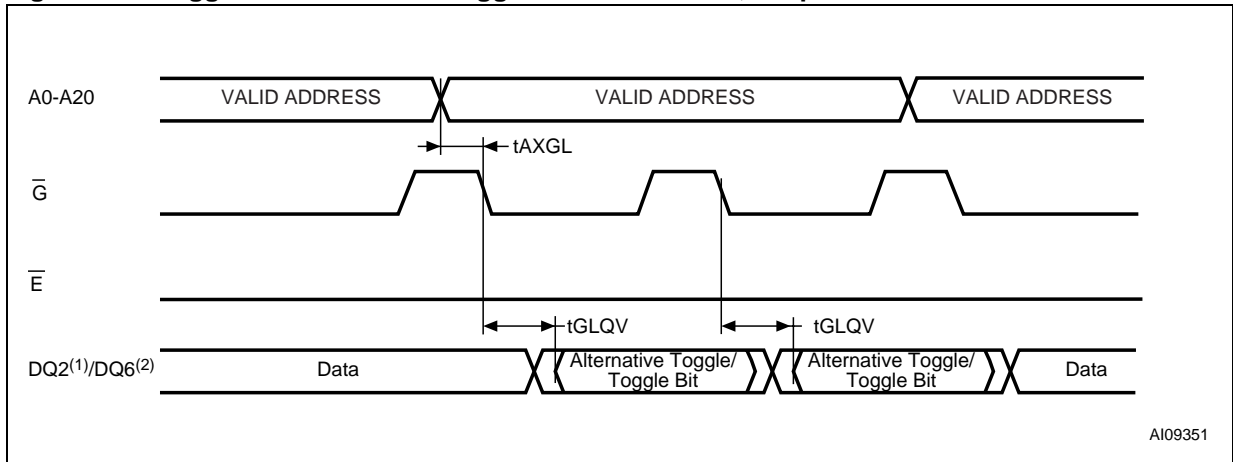 A0-A20 VALID ADDRESS VALID ADDRESS VALID ADDRESS
tAXGL
G
E
tGLQV tGLQV
DQ2(1)/DQ6(2) Data Alternative Toggle/ Toggle Bit Alternative Toggle/ Toggle Bit Data
AI09351